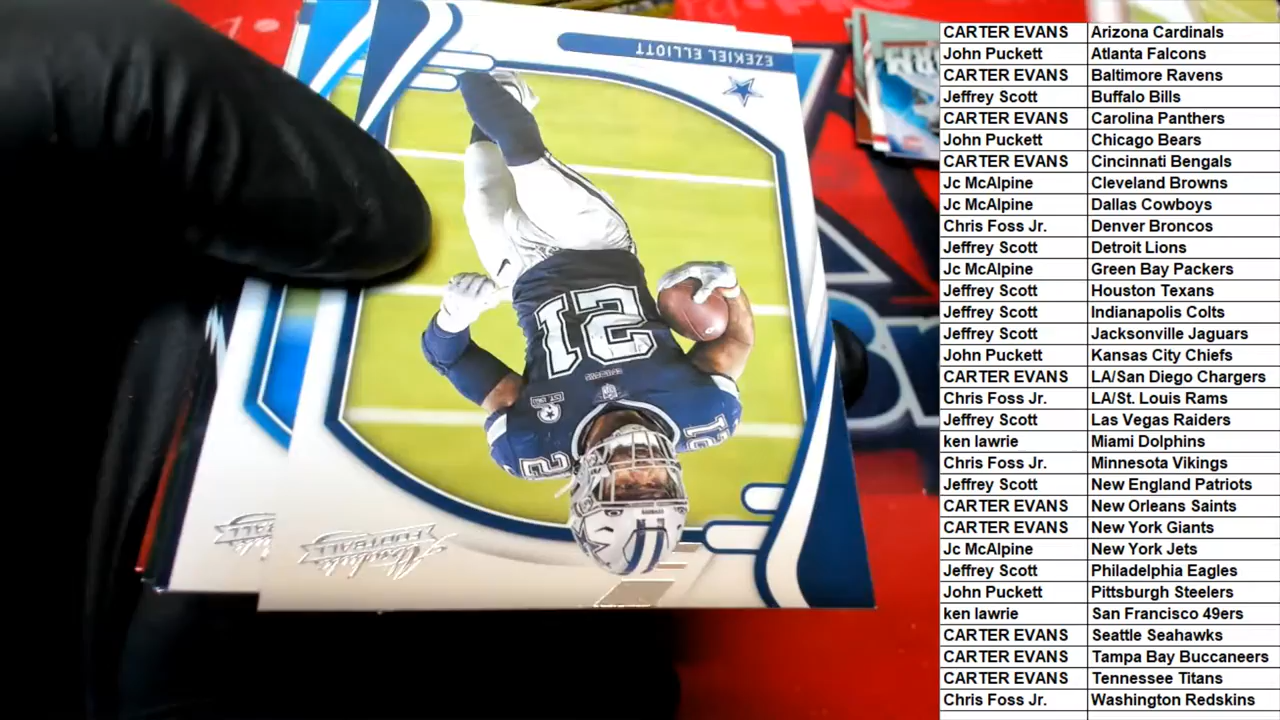 EZEKIEL ELLIOTT
21
21
2
Absolute
FOOTBALL
CARTER EVANS Arizona Cardinals
John Puckett Atlanta Falcons
CARTER EVANS Baltimore Ravens
Jeffrey Scott Buffalo Bills
CARTER EVANS Carolina Panthers
John Puckett Chicago Bears
CARTER EVANS Cincinnati Bengals
Jc McAlpine Cleveland Browns
Jc McAlpine Dallas Cowboys
Chris Foss Jr. Denver Broncos
Jeffrey Scott Detroit Lions
Jc McAlpine Green Bay Packers
Jeffrey Scott Houston Texans
Jeffrey Scott Indianapolis Colts
Jeffrey Scott Jacksonville Jaguars
John Puckett Kansas City Chiefs
CARTER EVANS LA/San Diego Chargers
Chris Foss Jr. LA/St. Louis Rams
Jeffrey Scott Las Vegas Raiders
ken lawrie Miami Dolphins
Chris Foss Jr. Minnesota Vikings
Jeffrey Scott New England Patriots
CARTER EVANS New Orleans Saints
CARTER EVANS New York Giants
Jc McAlpine New York Jets
Jeffrey Scott Philadelphia Eagles
John Puckett Pittsburgh Steelers
ken lawrie San Francisco 49ers
CARTER EVANS Seattle Seahawks
CARTER EVANS Tampa Bay Buccaneers
CARTER EVANS Tennessee Titans
Chris Foss Jr. Washington Redskins